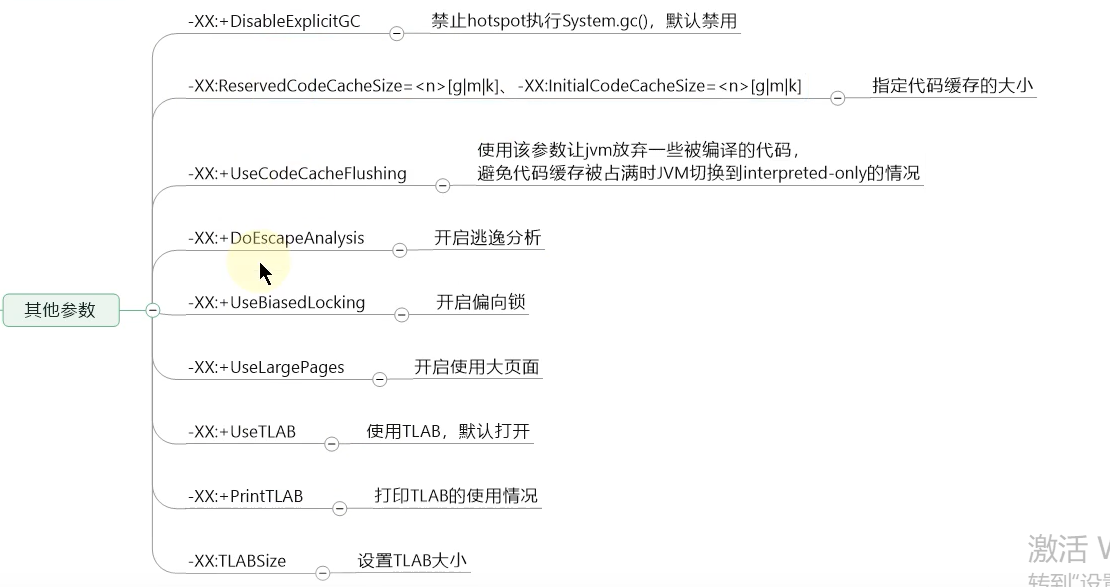 -XX:+DisableExplicitGC 禁止hotspot执行System.gc()，默认禁用
-XX:ReservedCodeCacheSize=<n>[g|m|k]、-XX:InitialCodeCacheSize=<n>[g|m|k] 指定代码缓存的大小
使用该参数让jvm放弃一些被编译的代码，
-XX:+UseCodeCacheFlushing 避免代码缓存被占满时JVM切换到interpreted-only的情况
-XX:+DoEscapeAnalysis 开启逃逸分析
-XX:+UseBiasedLocking 开启偏向锁
其他参数
-XX:+UseLargePages 开启使用大页面
-XX:+UseTLAB 使用TLAB，默认打开
-XX:+PrintTLAB 打印TLAB的使用情况
-XX:TLABSize 设置TLAB大小
激活
转到"设